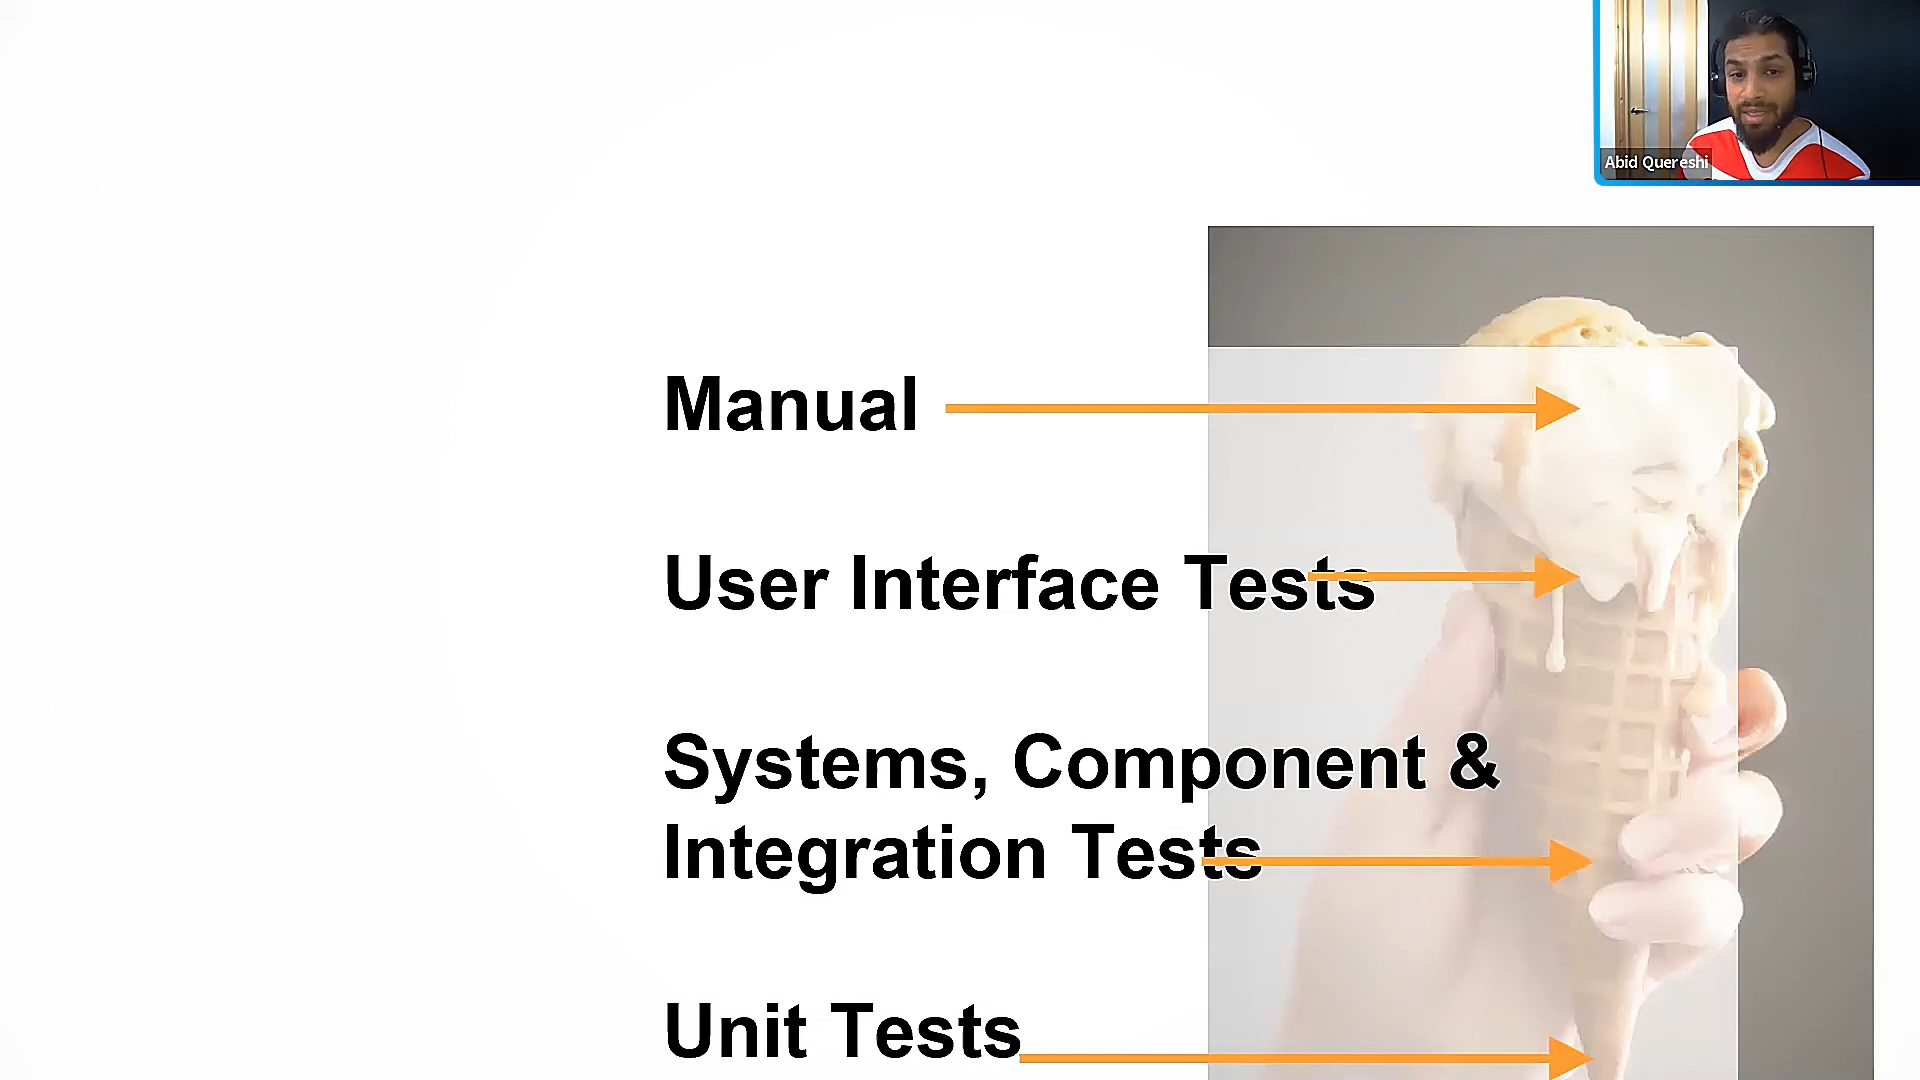 Abid Quereshi
Manual
User Interface Tests
Systems, Component &
Integration Tests
Unit Tests